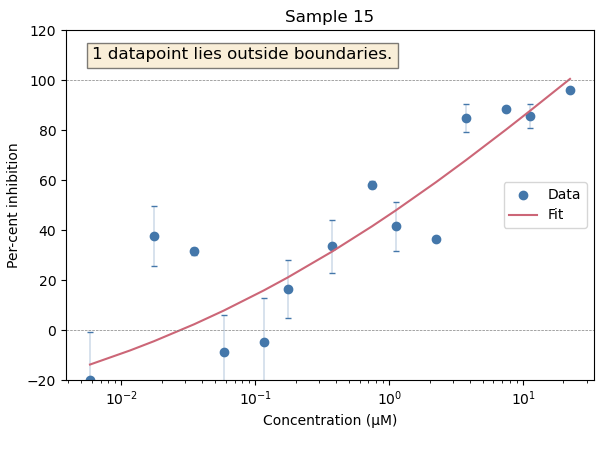 Sample 15
1 datapoint lies outside boundaries.
120
100
80
60
40
20
0
−20
Per-cent inhibition
Data
Fit
10⁻² 10⁻¹ 10⁰ 10¹
Concentration (μM)